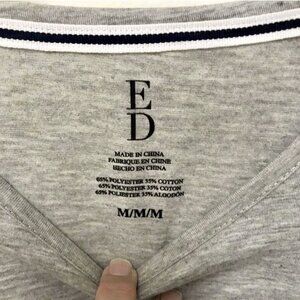 E
D
MADE IN CHINA
FABRIQUE EN CHINE
HECHO EN CHINA
65% POLYESTER 35% COTTON
65% POLYESTER 35% COTON
65% POLIESTER 35% ALGODÓN
M/M/M